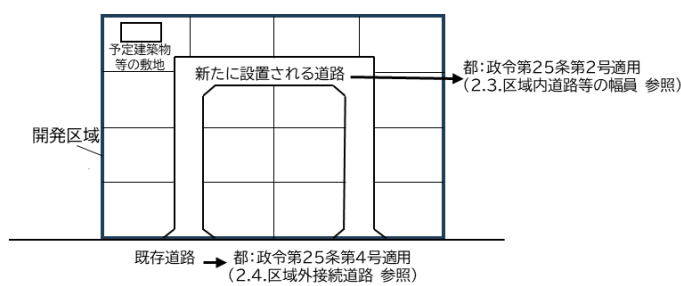 予定建築物
等の敷地
新たに設置される道路
都：政令第25条第2号適用
（2.3.区域内道路等の幅員 参照）
開発区域
既存道路
都：政令第25条第4号適用
（2.4.区域外接続道路 参照）